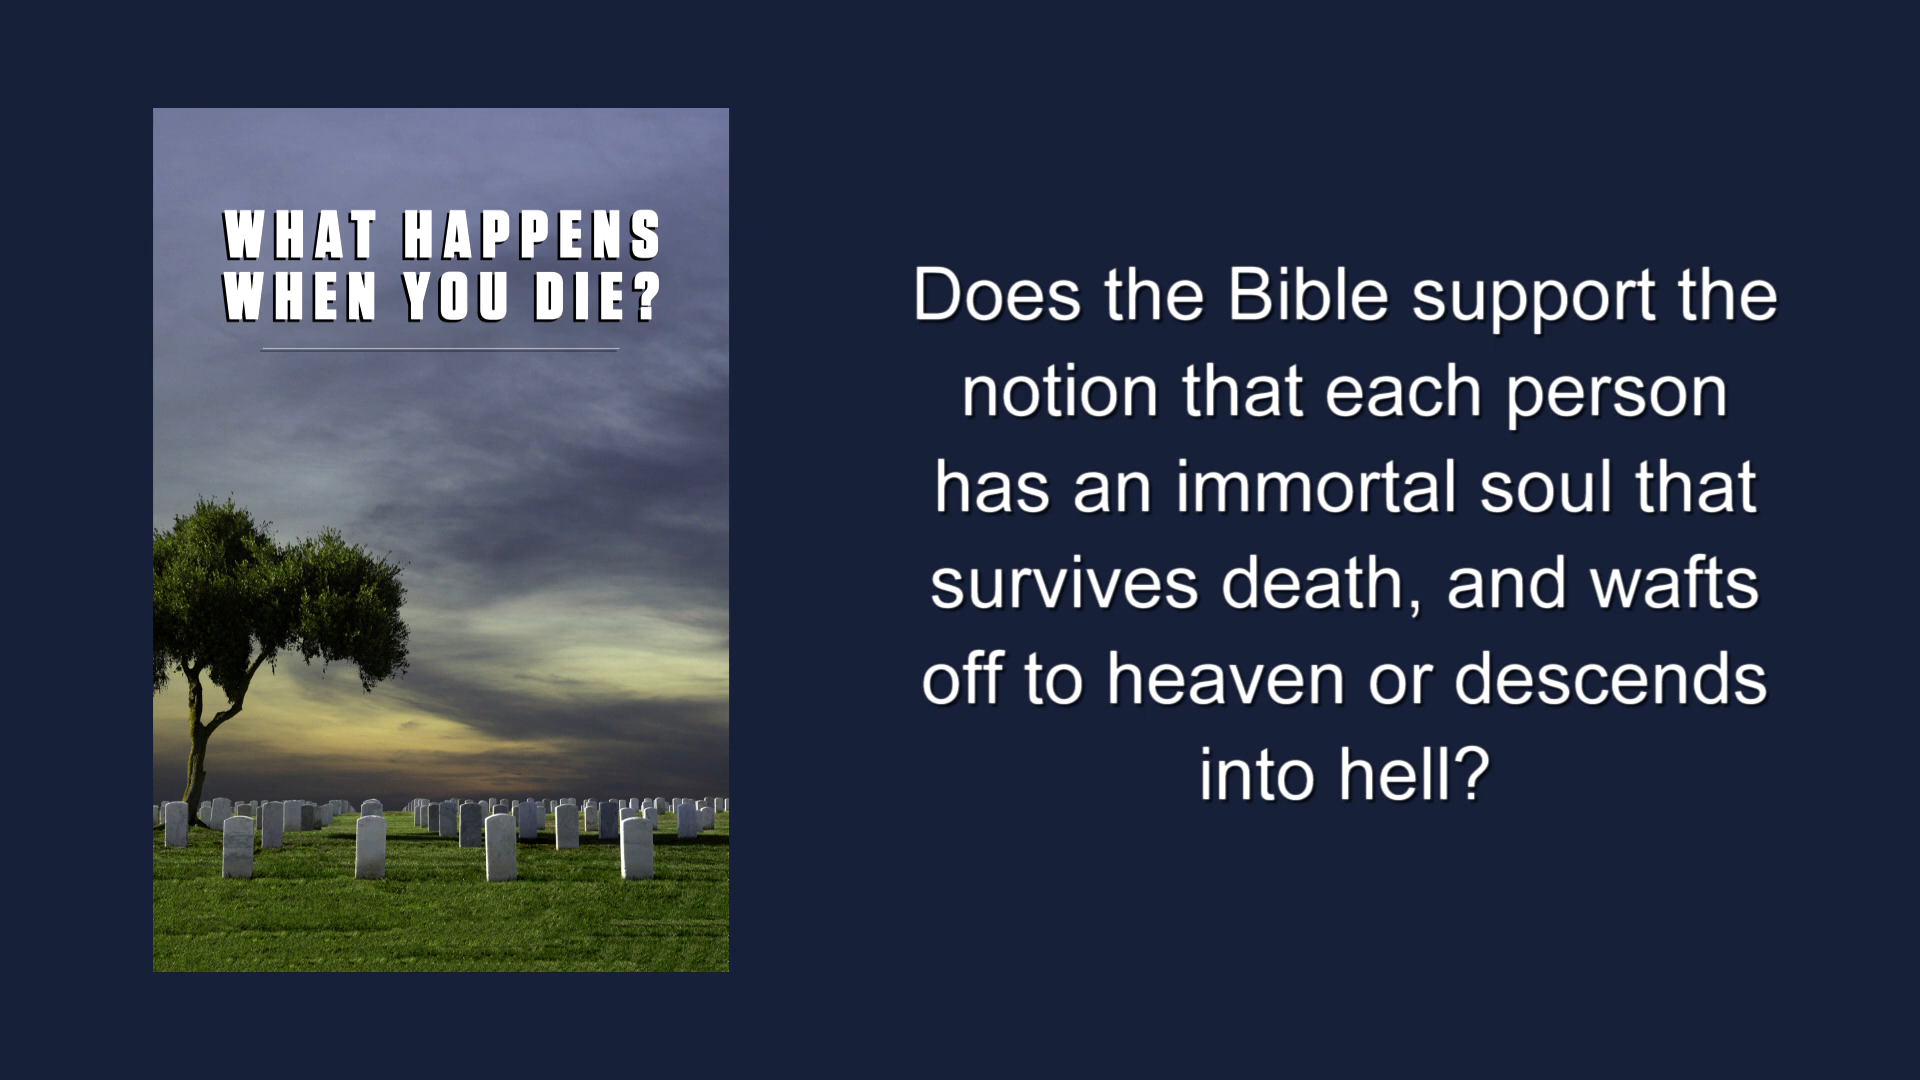 WHAT HAPPENS
WHEN YOU DIE?
Does the Bible support the
notion that each person
has an immortal soul that
survives death, and wafts
off to heaven or descends
into hell?